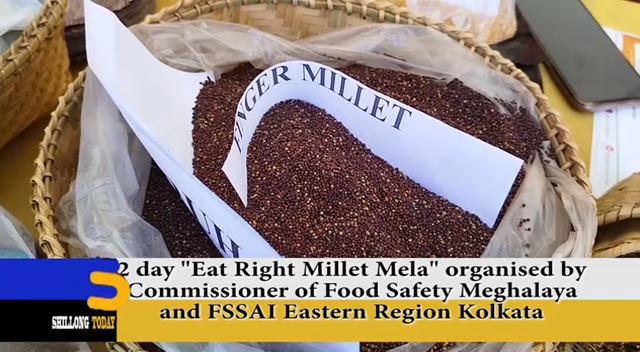 FINGER MILLET
2 day "Eat Right Millet Mela" organised by
Commissioner of Food Safety Meghalaya
and FSSAI Eastern Region Kolkata
S
SHILLONG TODAY